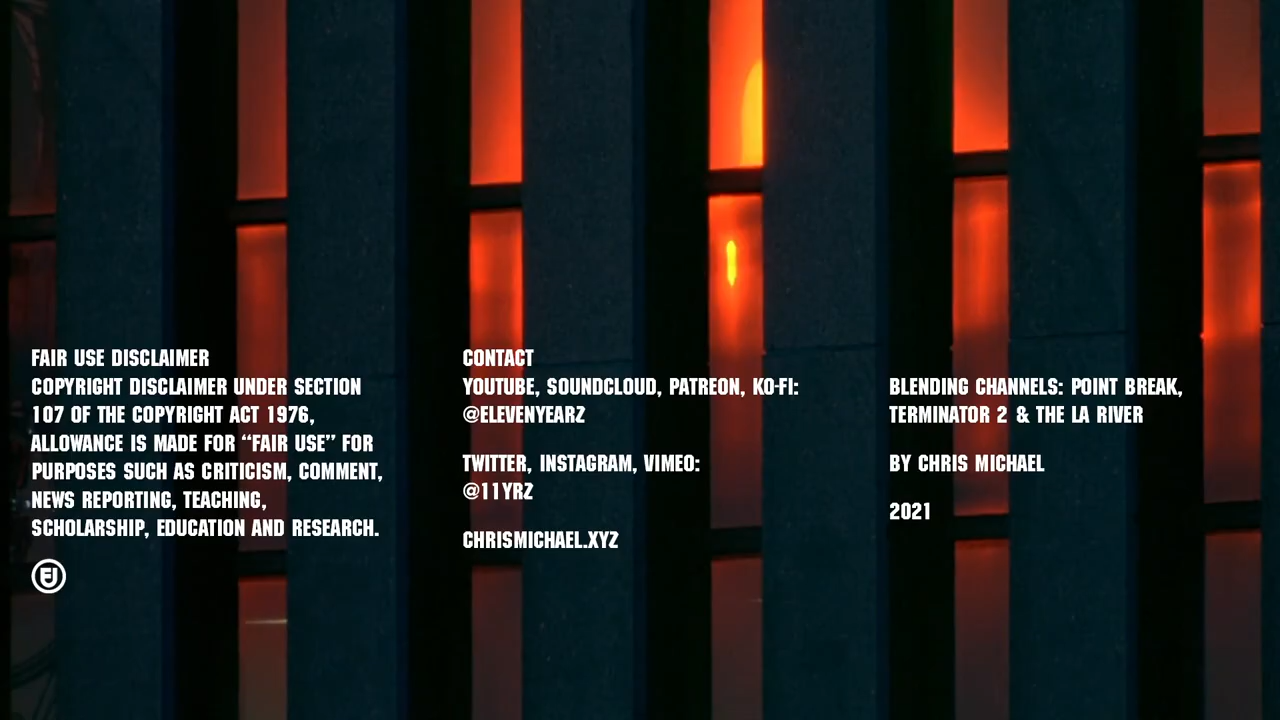 FAIR USE DISCLAIMER
COPYRIGHT DISCLAIMER UNDER SECTION
107 OF THE COPYRIGHT ACT 1976,
ALLOWANCE IS MADE FOR “FAIR USE” FOR
PURPOSES SUCH AS CRITICISM, COMMENT,
NEWS REPORTING, TEACHING,
SCHOLARSHIP, EDUCATION AND RESEARCH.
CONTACT
YOUTUBE, SOUNDCLOUD, PATREON, KO-FI:
@ELEVENYEARZ
TWITTER, INSTAGRAM, VIMEO:
@11YRZ
CHRISMICHAEL.XYZ
BLENDING CHANNELS: POINT BREAK,
TERMINATOR 2 & THE LA RIVER
BY CHRIS MICHAEL
2021